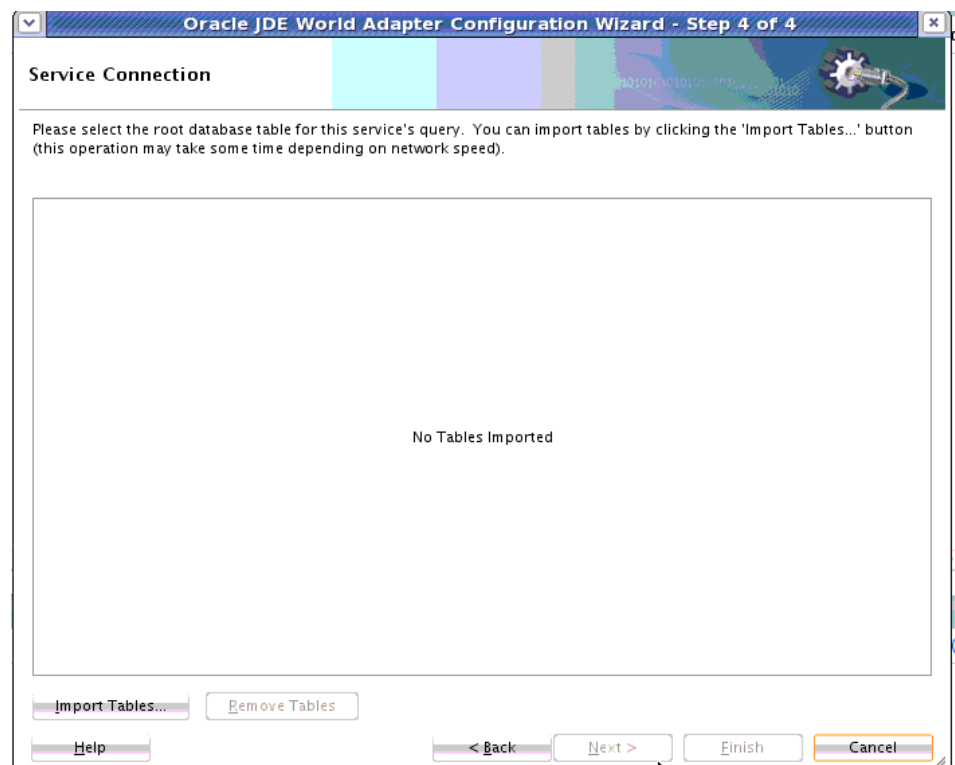 Oracle JDE World Adapter Configuration Wizard - Step 4 of 4
Service Connection
Please select the root database table for this service's query. You can import tables by clicking the 'Import Tables...' button
(this operation may take some time depending on network speed).
No Tables Imported
Import Tables...
Remove Tables
Help
< Back
Next >
Finish
Cancel